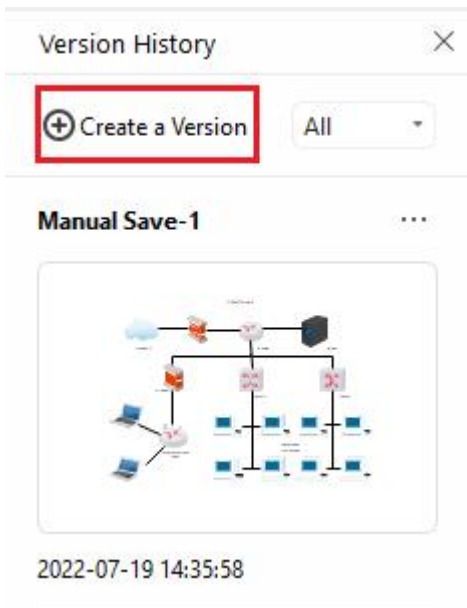 Version History
Create a Version
All
Manual Save-1
2022-07-19 14:35:58